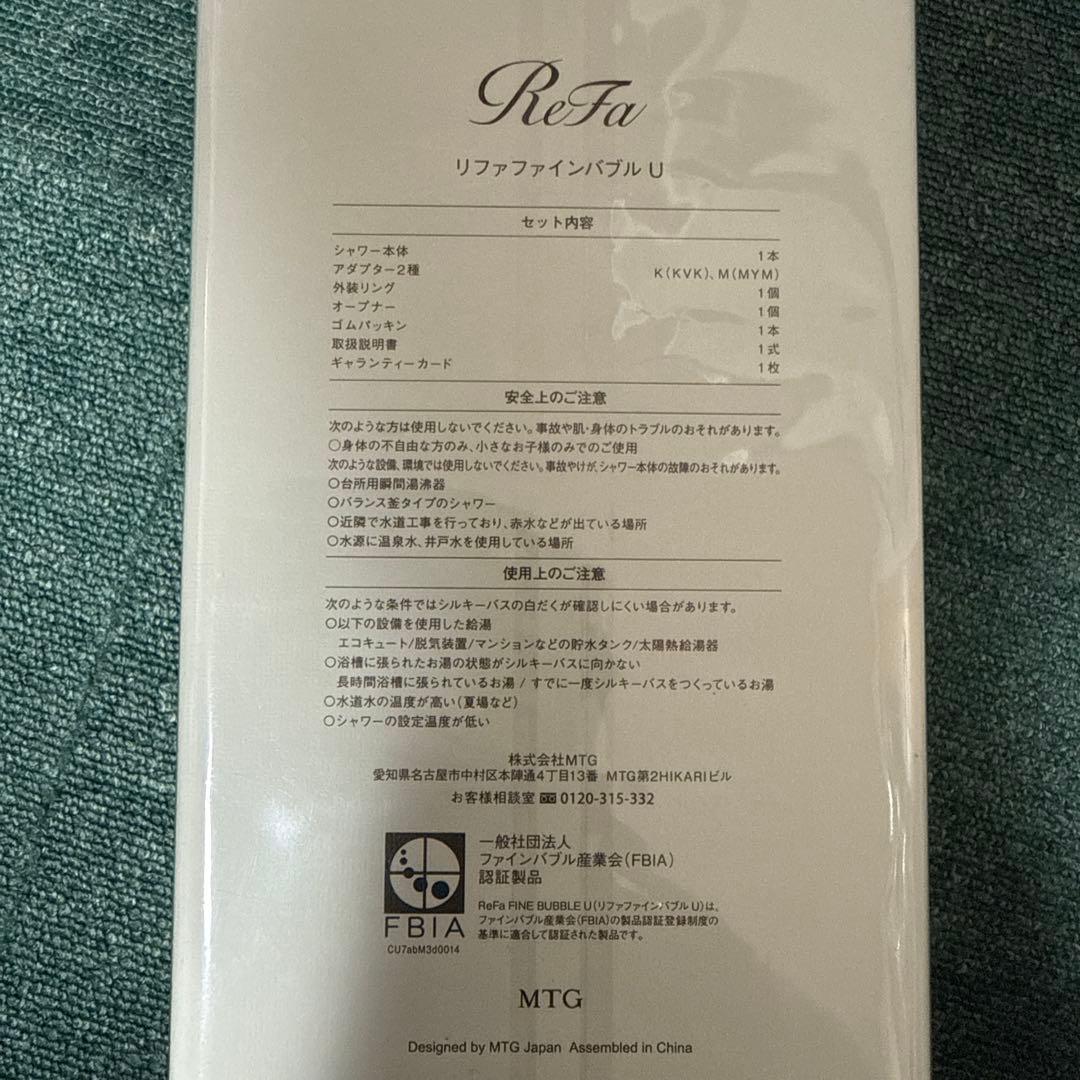 ReFa
リファファインバブル U
セット内容
シャワー本体 1本
アダプター2種 K(KVK)、M(MYM)
外装リング 1個
オープナー 1個
ゴムパッキン 1本
取扱説明書 1式
ギャランティーカード 1枚
安全上のご注意
次のような方は使用しないでください。事故や肌・身体のトラブルのおそれがあります。
○身体の不自由な方のみ、小さなお子様のみでのご使用
次のような設備、環境では使用しないでください。事故やけが、シャワー本体の故障のおそれがあります。
○台所用瞬間湯沸器
○バランス釜タイプのシャワー
○近隣で水道工事を行っており、赤水などが出ている場所
○水源に温泉水、井戸水を使用している場所
使用上のご注意
次のような条件ではシルキーバスの白だくが確認しにくい場合があります。
○以下の設備を使用した給湯
エコキュート/脱気装置/マンションなどの貯水タンク/太陽熱給湯器
○浴槽に張られたお湯の状態がシルキーバスに向かない
長時間浴槽に張られているお湯 / すでに一度シルキーバスをつくっているお湯
○水道水の温度が高い(夏場など)
○シャワーの設定温度が低い
株式会社MTG
愛知県名古屋市中村区本陣通4丁目13番 MTG第2HIKARIビル
お客様相談室 0120-315-332
一般社団法人
ファインバブル産業会(FBIA)
認証製品
FBIA
CU7abM3d0014
ReFa FINE BUBBLE U(リファファインバブル U)は、
ファインバブル産業会(FBIA)の製品認証登録制度の
基準に適合して認証された製品です。
MTG
Designed by MTG Japan Assembled in China